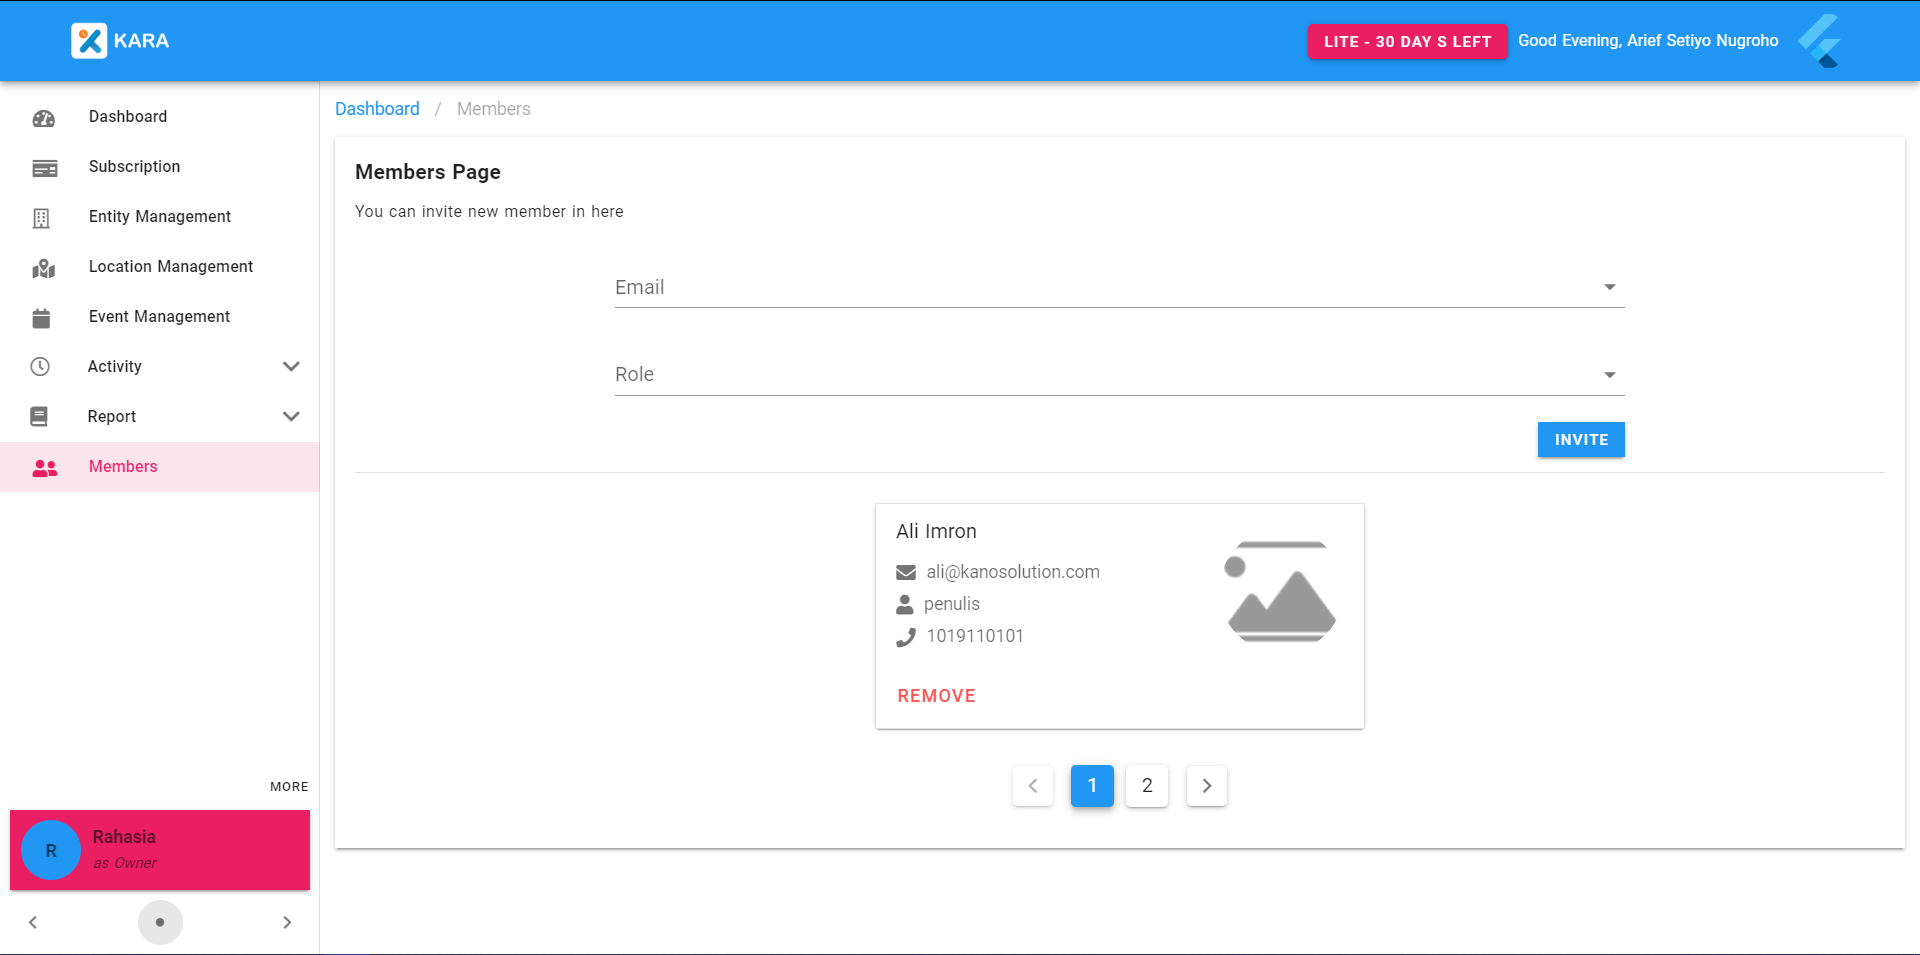 KARA
LITE - 30 DAY S LEFT
Good Evening, Arief Setiyo Nugroho
Dashboard
Subscription
Entity Management
Location Management
Event Management
Activity
Report
Members
MORE
R
Rahasia
as Owner
Dashboard / Members
Members Page
You can invite new member in here
Email
Role
INVITE
Ali Imron
ali@kanosolution.com
penulis
1019110101
REMOVE
1 2